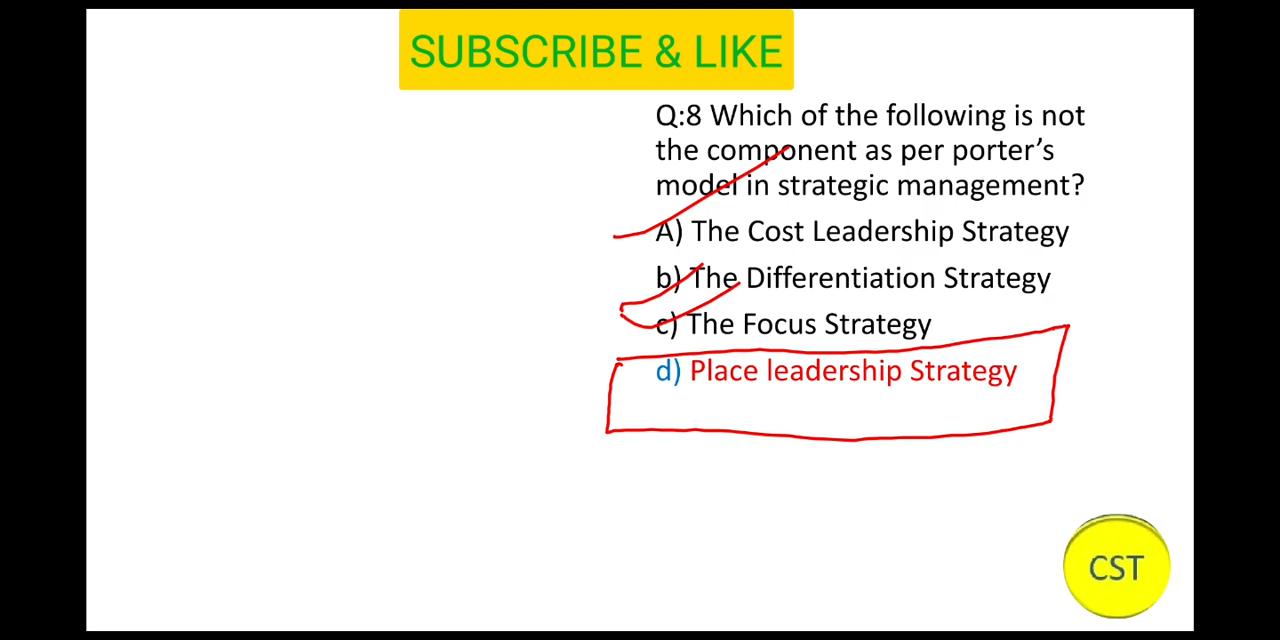 SUBSCRIBE & LIKE
Q:8 Which of the following is not
the component as per porter's
model in strategic management?
A) The Cost Leadership Strategy
b) The Differentiation Strategy
c) The Focus Strategy
d) Place leadership Strategy
CST